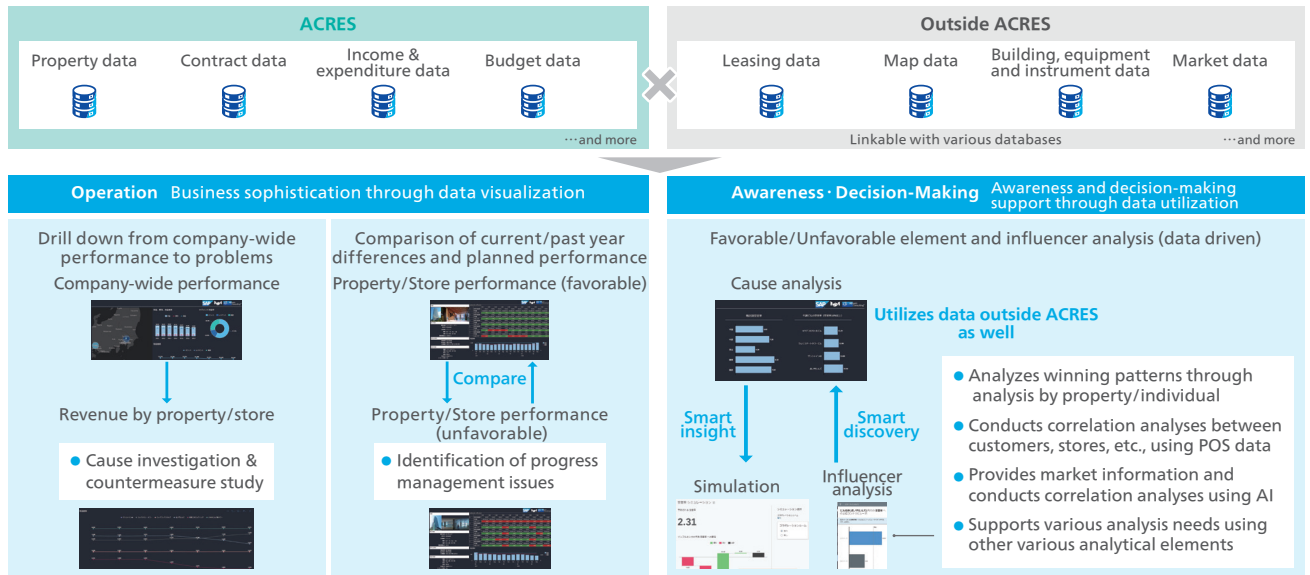 ACRES
Property data
Contract data
Income &
expenditure data
Budget data
…and more
Outside ACRES
Leasing data
Map data
Building, equipment
and instrument data
Market data
Linkable with various databases
…and more
Operation Business sophistication through data visualization
Drill down from company-wide
performance to problems
Company-wide performance
Revenue by property/store
● Cause investigation &
countermeasure study
Comparison of current/past year
differences and planned performance
Property/Store performance (favorable)
SAP
Compare
Property/Store performance
(unfavorable)
● Identification of progress
management issues
Awareness · Decision-Making Awareness and decision-making
support through data utilization
Favorable/Unfavorable element and influencer analysis (data driven)
Cause analysis
SAP
Utilizes data outside ACRES
as well
Smart
insight
Smart
discovery
Simulation
2.31
Influencer
analysis
● Analyzes winning patterns through
analysis by property/individual
● Conducts correlation analyses between
customers, stores, etc., using POS data
● Provides market information and
conducts correlation analyses using AI
● Supports various analysis needs using
other various analytical elements